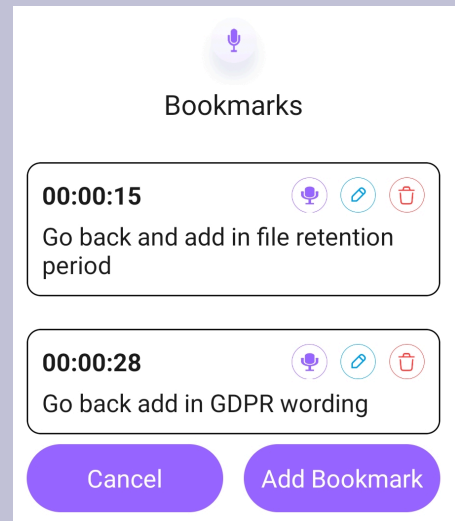 Bookmarks
00:00:15
Go back and add in file retention
period
00:00:28
Go back add in GDPR wording
Cancel
Add Bookmark